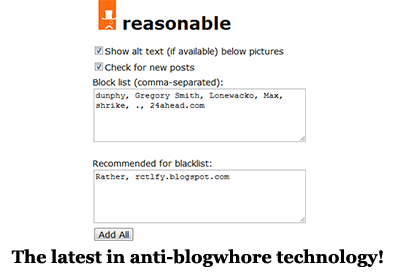 reasonable
Show alt text (if available) below pictures
Check for new posts
Block list (comma-separated):
dunphy, Gregory Smith, Lonewacko, Max,
shrike, ., 24ahead.com
Recommended for blacklist:
Rather, rctlfy.blogspot.com
Add All
The latest in anti-blogwhore technology!